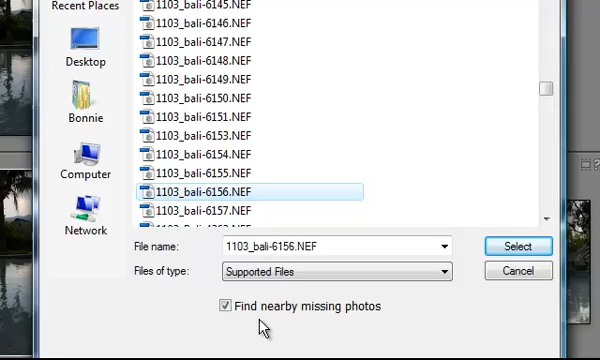 1103_bali-6145.NEF
Recent Places
1103_bali-6146.NEF
1103_bali-6147.NEF
1103_bali-6148.NEF
Desktop
1103_bali-6149.NEF
1103_bali-6150.NEF
1103_bali-6151.NEF
Bonnie
1103_bali-6153.NEF
1103_bali-6154.NEF
1103_bali-6155.NEF
Computer
1103_bali-6156.NEF
1103_bali-6157.NEF
Network
File name: 1103_bali-6156.NEF Select
Files of type: Supported Files Cancel
Find nearby missing photos